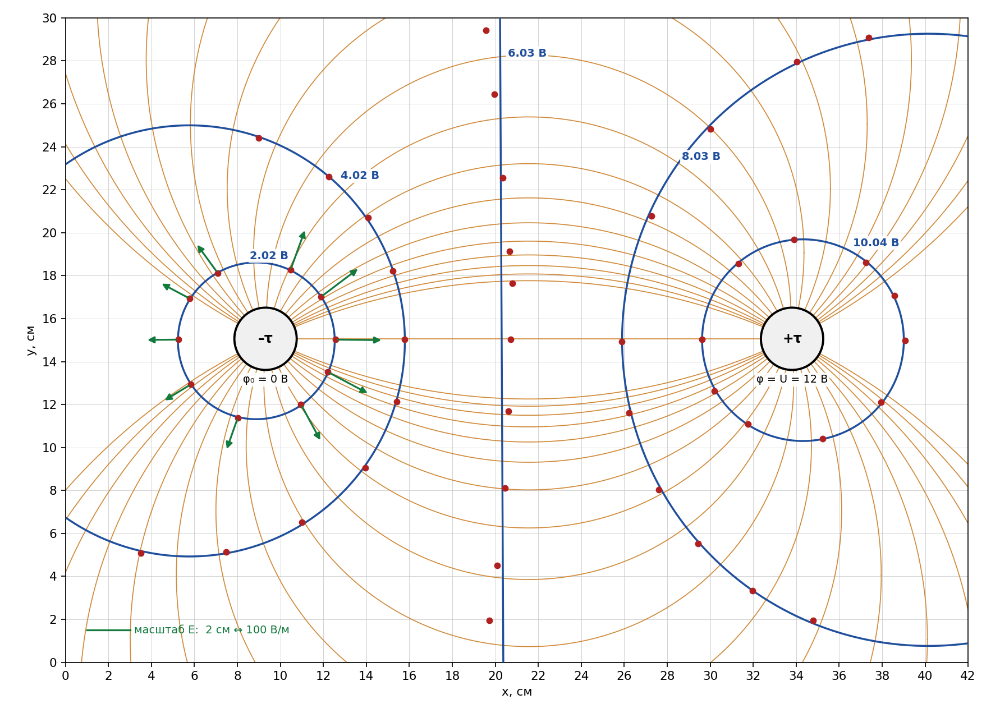 30
28
26
24
22
20
18
16
14
12
10
8
6
4
2
0
y, см
6.03 В
8.03 В
4.02 В
10.04 В
2.02 В
–τ
+τ
φ₀ = 0 В
φ = U = 12 В
масштаб E: 2 см ↔ 100 В/м
0 2 4 6 8 10 12 14 16 18 20 22 24 26 28 30 32 34 36 38 40 42
x, см